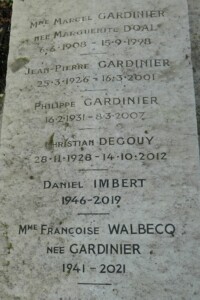 Mme Marcel GARDINIER
née Marguerite DOAL
7-6-1908 - 15-9-1998
Jean-Pierre GARDINIER
25-3-1926 - 16-3-2001
Philippe GARDINIER
16-2-1931 - 8-3-2007
Christian DEGOUY
28-11-1928 - 14-10-2012
Daniel IMBERT
1946-2019
Mme Françoise WALBECQ
née GARDINIER
1941 - 2021